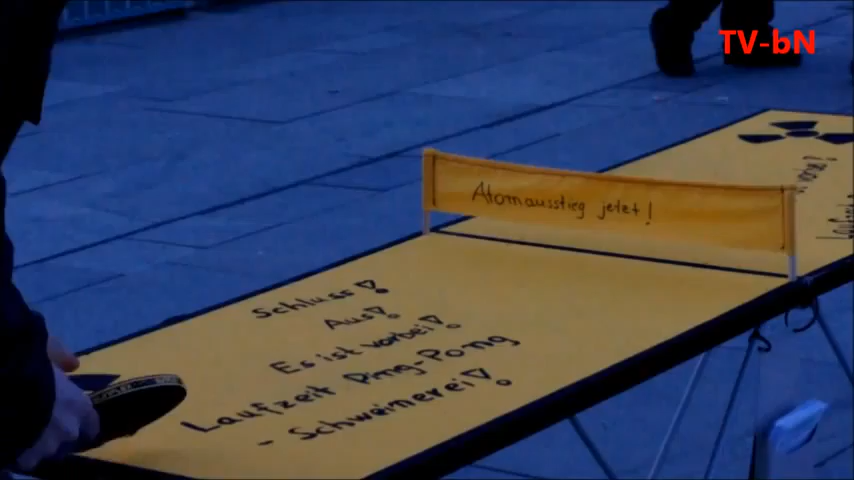 TV-bN
Atomausstieg jetzt!
Schluss!
Aus!
Es ist vorbei!
Laufzeit Ping-Pong
- Schweinerei!